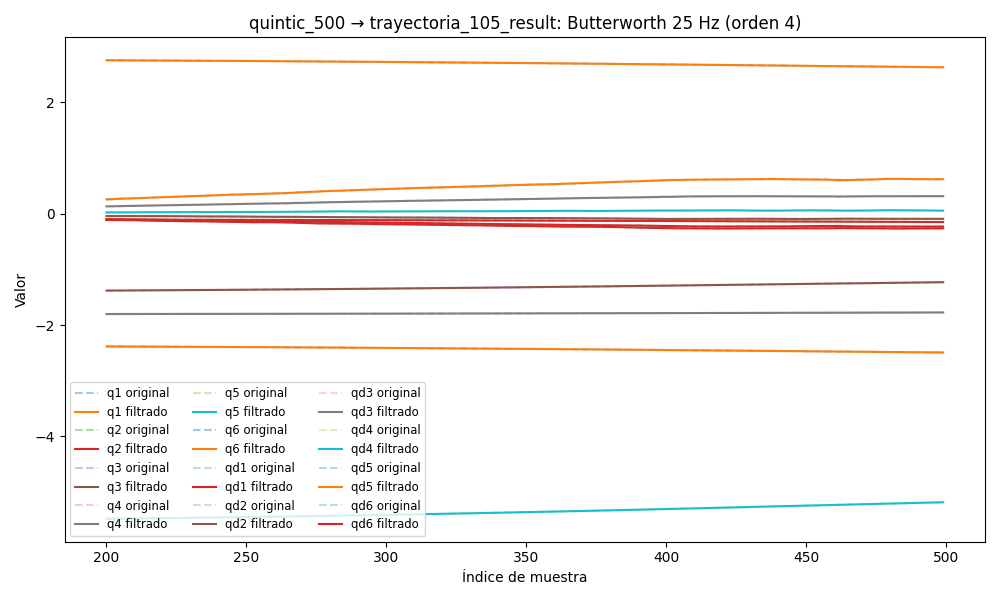 quintic_500 → trayectoria_105_result: Butterworth 25 Hz (orden 4)
Valor
2
0
−2
−4
q1 original
q1 filtrado
q2 original
q2 filtrado
q3 original
q3 filtrado
q4 original
q4 filtrado
q5 original
q5 filtrado
q6 original
q6 filtrado
qd1 original
qd1 filtrado
qd2 original
qd2 filtrado
qd3 original
qd3 filtrado
qd4 original
qd4 filtrado
qd5 original
qd5 filtrado
qd6 original
qd6 filtrado
200
250
300
350
400
450
500
Índice de muestra